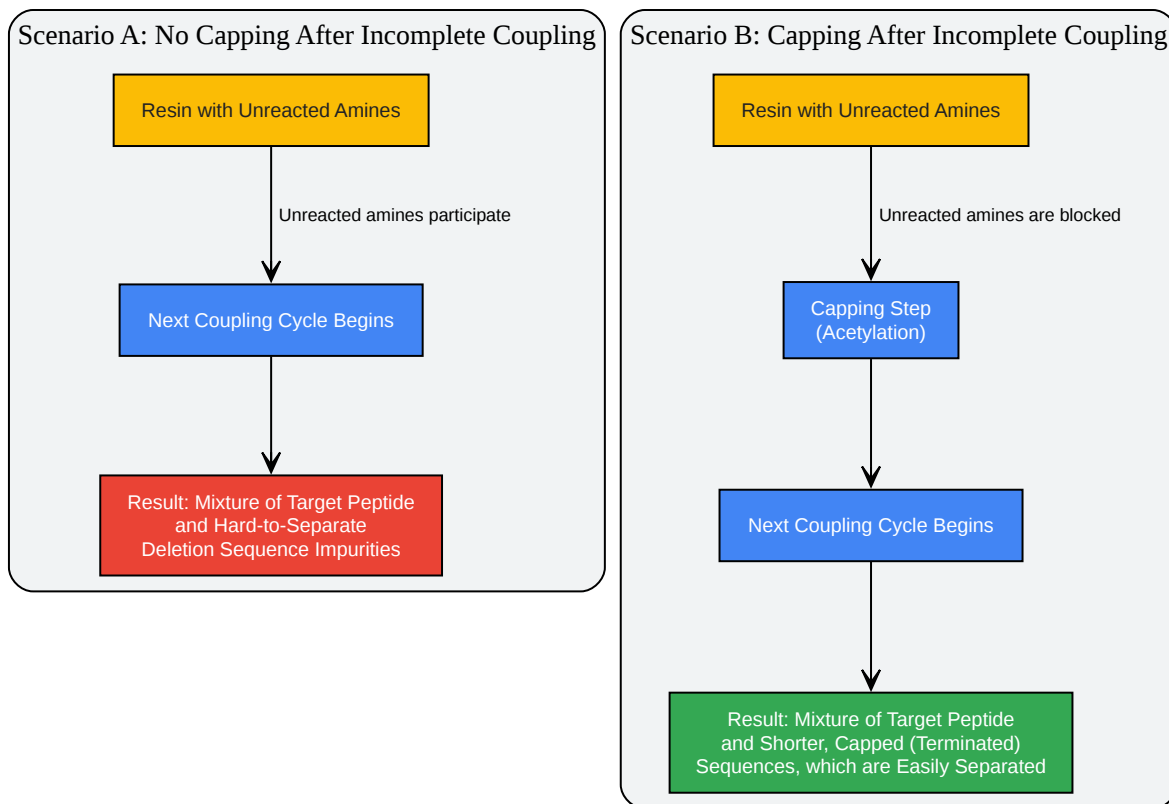 Scenario A: No Capping After Incomplete Coupling
Resin with Unreacted Amines
Unreacted amines participate
Next Coupling Cycle Begins
Result: Mixture of Target Peptide
and Hard-to-Separate
Deletion Sequence Impurities
Scenario B: Capping After Incomplete Coupling
Resin with Unreacted Amines
Unreacted amines are blocked
Capping Step
(Acetylation)
Next Coupling Cycle Begins
Result: Mixture of Target Peptide
and Shorter, Capped (Terminated)
Sequences, which are Easily Separated